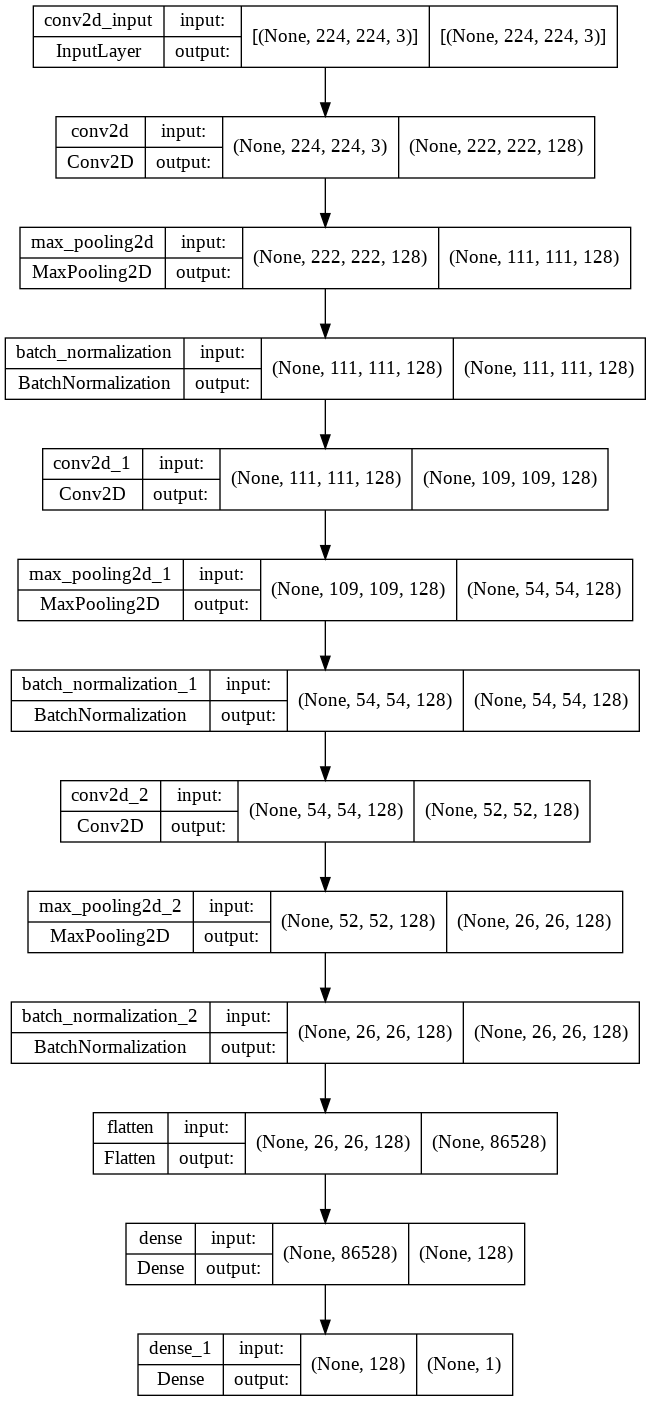 conv2d_input input: [(None, 224, 224, 3)] [(None, 224, 224, 3)]
InputLayer output:
conv2d input: (None, 224, 224, 3) (None, 222, 222, 128)
Conv2D output:
max_pooling2d input: (None, 222, 222, 128) (None, 111, 111, 128)
MaxPooling2D output:
batch_normalization input: (None, 111, 111, 128) (None, 111, 111, 128)
BatchNormalization output:
conv2d_1 input: (None, 111, 111, 128) (None, 109, 109, 128)
Conv2D output:
max_pooling2d_1 input: (None, 109, 109, 128) (None, 54, 54, 128)
MaxPooling2D output:
batch_normalization_1 input: (None, 54, 54, 128) (None, 54, 54, 128)
BatchNormalization output:
conv2d_2 input: (None, 54, 54, 128) (None, 52, 52, 128)
Conv2D output:
max_pooling2d_2 input: (None, 52, 52, 128) (None, 26, 26, 128)
MaxPooling2D output:
batch_normalization_2 input: (None, 26, 26, 128) (None, 26, 26, 128)
BatchNormalization output:
flatten input: (None, 26, 26, 128) (None, 86528)
Flatten output:
dense input: (None, 86528) (None, 128)
Dense output:
dense_1 input: (None, 128) (None, 1)
Dense output: